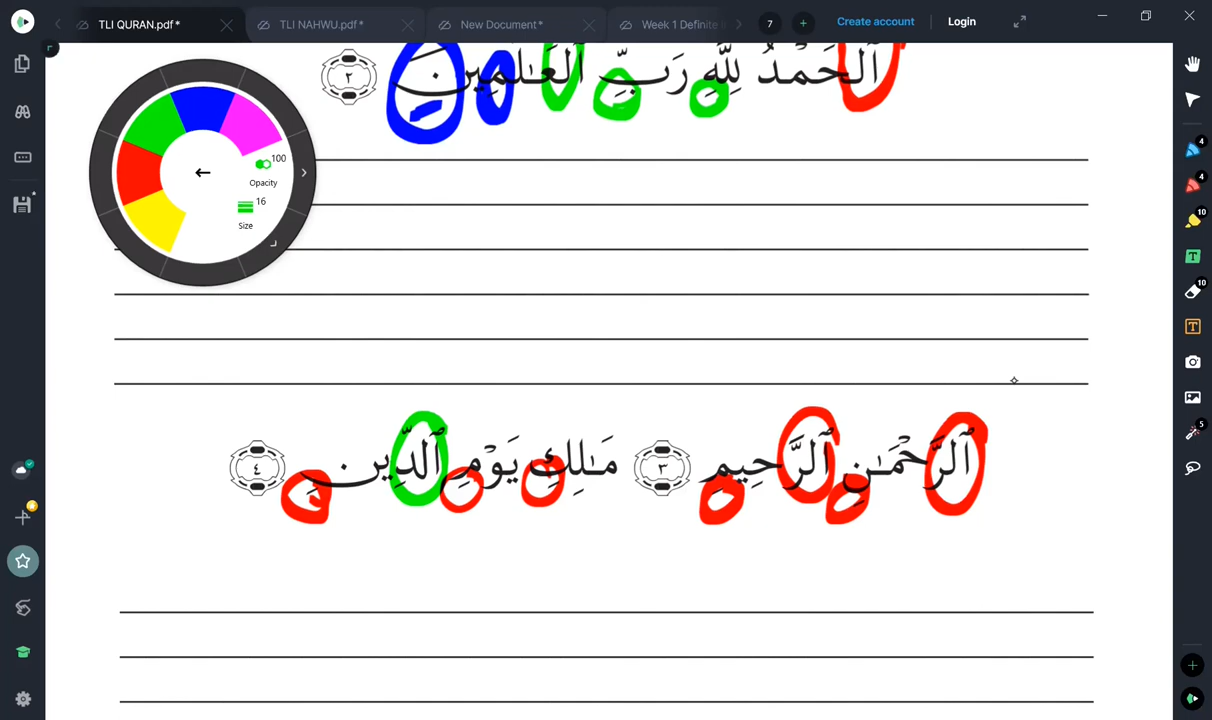 TLI QURAN.pdf*
TLI NAHWU.pdf*
New Document*
Week 1 Definite
7
Create account
Login
ٱلْحَمْدُ لِلَّهِ رَبِّ ٱلْعَـٰلَمِينَ ٢
100
Opacity
16
Size
4
4
10
10
5
ٱلرَّحْمَـٰنِ ٱلرَّحِيمِ ٣ مَـٰلِكِ يَوْمِ ٱلدِّينِ ٤